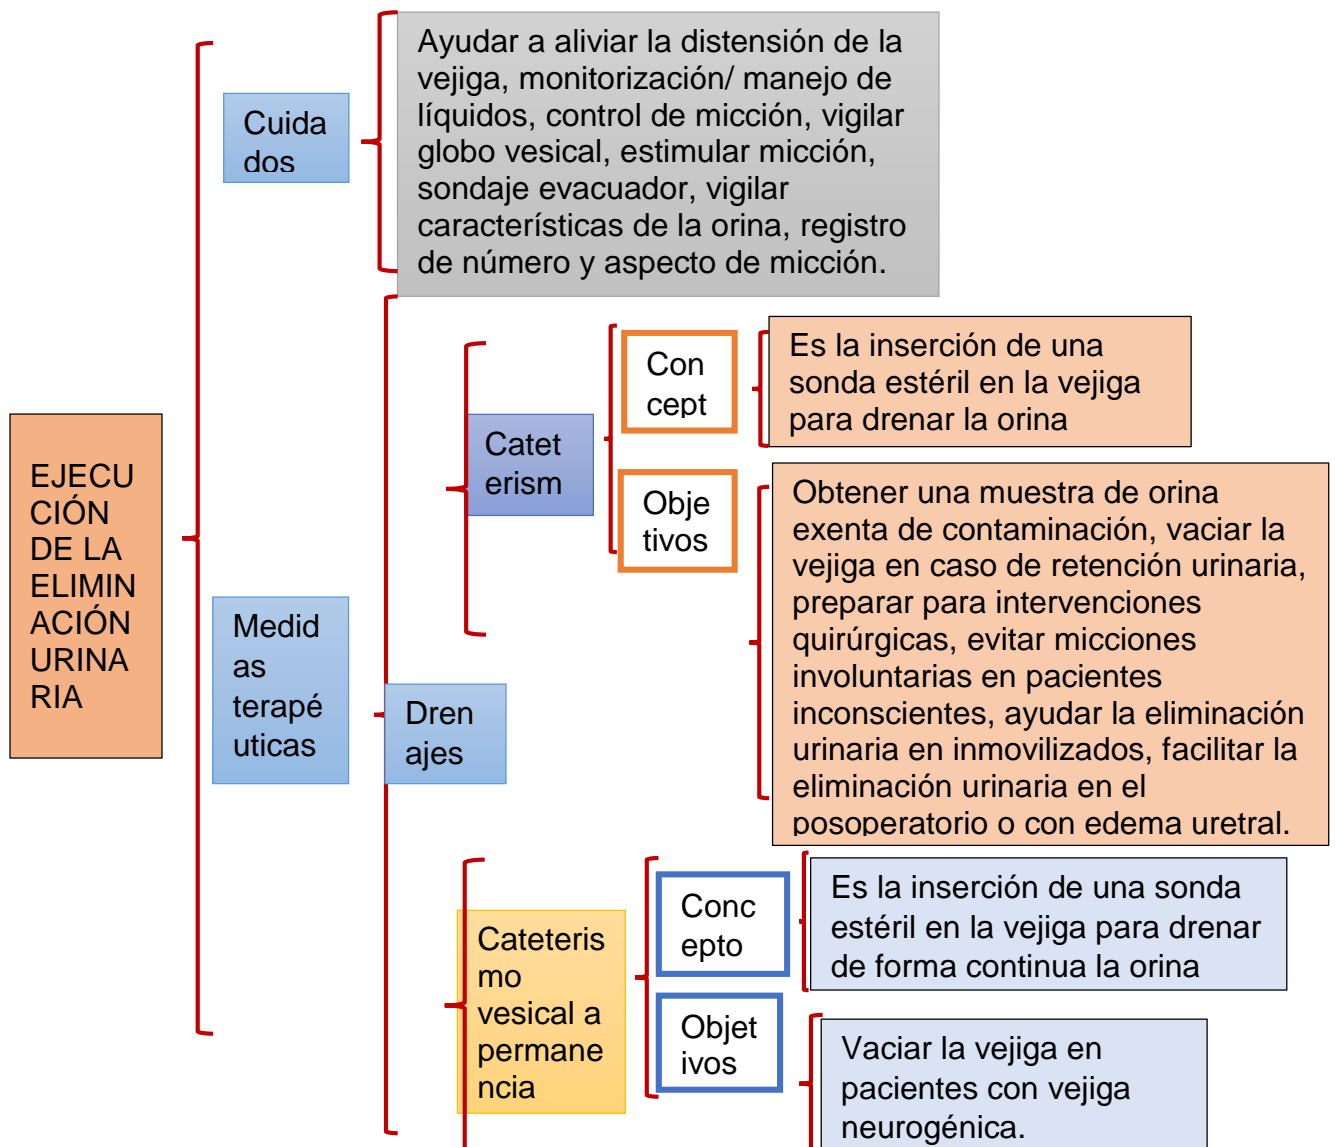 EJECU
CIÓN
DE LA
ELIMIN
ACIÓN
URINA
RIA
Cuida
dos
Ayudar a aliviar la distensión de la
vejiga, monitorización/ manejo de
líquidos, control de micción, vigilar
globo vesical, estimular micción,
sondaje evacuador, vigilar
características de la orina, registro
de número y aspecto de micción.
Medid
as
terapé
uticas
Dren
ajes
Catet
erism
Con
cept
Es la inserción de una
sonda estéril en la vejiga
para drenar la orina
Obje
tivos
Obtener una muestra de orina
exenta de contaminación, vaciar la
vejiga en caso de retención urinaria,
preparar para intervenciones
quirúrgicas, evitar micciones
involuntarias en pacientes
inconscientes, ayudar la eliminación
urinaria en inmovilizados, facilitar la
eliminación urinaria en el
posoperatorio o con edema uretral.
Cateteris
mo
vesical a
permane
ncia
Conc
epto
Es la inserción de una sonda
estéril en la vejiga para drenar
de forma continua la orina
Objet
ivos
Vaciar la vejiga en
pacientes con vejiga
neurogénica.